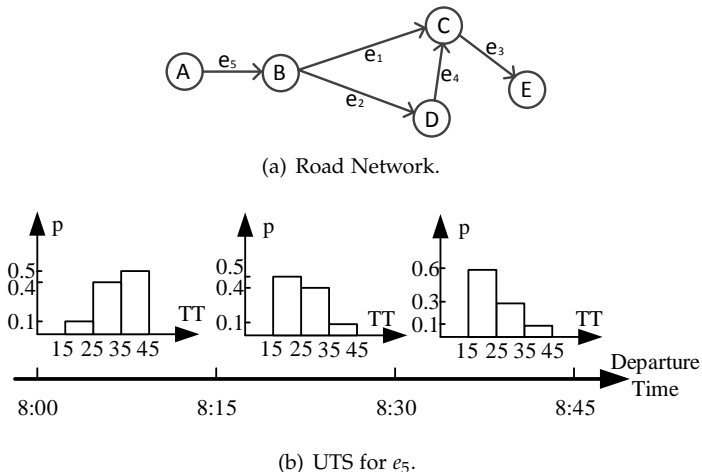 A
e5
B
e1
e2
C
e3
e4
D
E
(a) Road Network.
p
0.5
0.4
0.1
TT
15 25 35 45
p
0.5
0.4
0.1
TT
15 25 35 45
p
0.6
0.3
0.1
TT
15 25 35 45
Departure
Time
8:00 8:15 8:30 8:45
(b) UTS for e5.